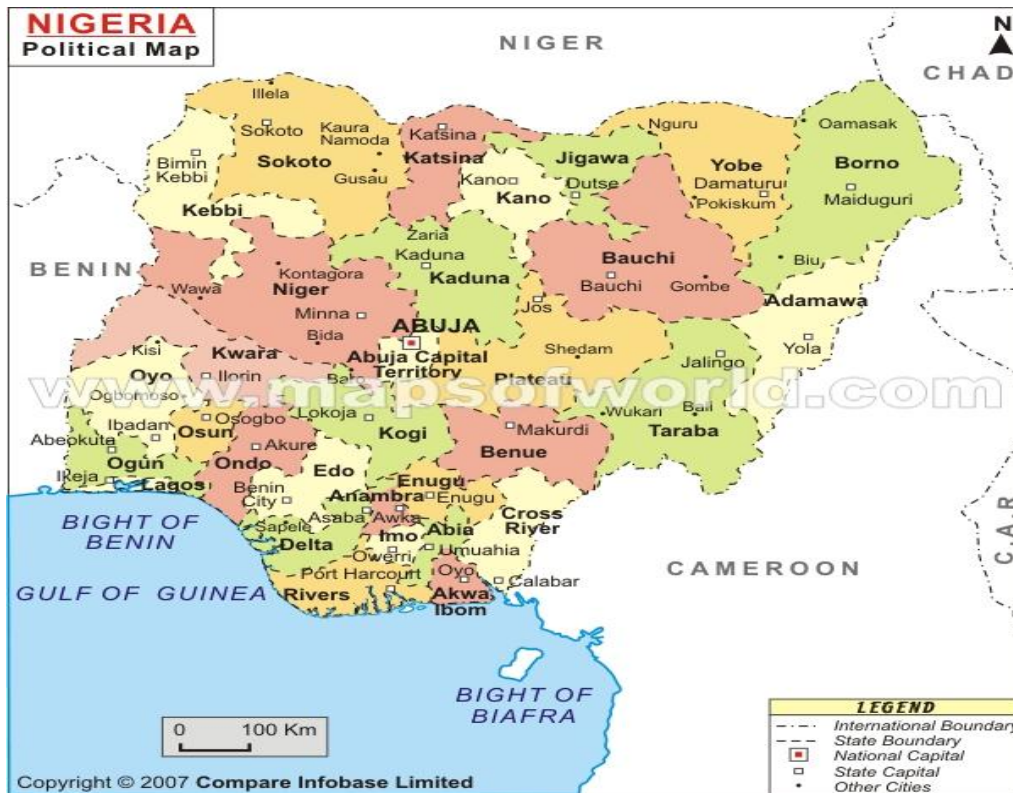 NIGERIA
Political Map
NIGER
N
CHAD
Illela
Sokoto
Kaura
Namoda
Katsina
Nguru
Oamasak
Bimin
Kebbi
Sokoto
Katsina
Jigawa
Yobe
Borno
Gusau
Kano
Dutse
Damaturu
Maiduguri
Kebbi
Kano
Pokiskum
Zaria
Kaduna
Bauchi
Biu
BENIN
Kontagora
Kaduna
Bauchi
Gombe
Adamawa
Wawa
Niger
Minna
Jos
Bida
ABUJA
Yola
Kisi
Kwara
Abuja Capital
Territory
Shedam
Jalingo
Oyo
Ilorin
Baro
Plateau
www.mapsofworld.com
Ogbomoso
Lokoja
Wukari
Bail
Ibadan
Osogbo
Kogi
Makurdi
Taraba
Abeokuta
Osun
Akure
Benue
Ogun
Ondo
Edo
Enugu
Ikeja
Lagos
Benin
City
Anambra
Enugu
Asaba
Awka
Cross
River
BIGHT OF
BENIN
Sapele
Imo
Abia
Delta
Owerri
Umuahia
Port Harcourt
Oyo
Calabar
CAMEROON
C.A.R.
GULF OF GUINEA
Rivers
Akwa
Ibom
BIGHT OF
BIAFRA
0 100 Km
LEGEND
International Boundary
State Boundary
National Capital
State Capital
Other Cities
Copyright © 2007 Compare Infobase Limited